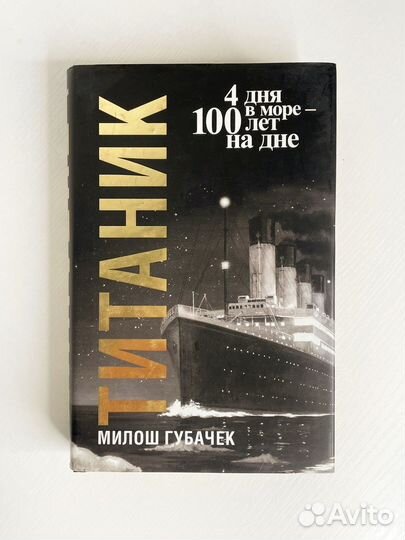 4 дня
в море –
100 лет
на дне
ТИТАНИК
МИЛОШ ГУБАЧЕК
Avito